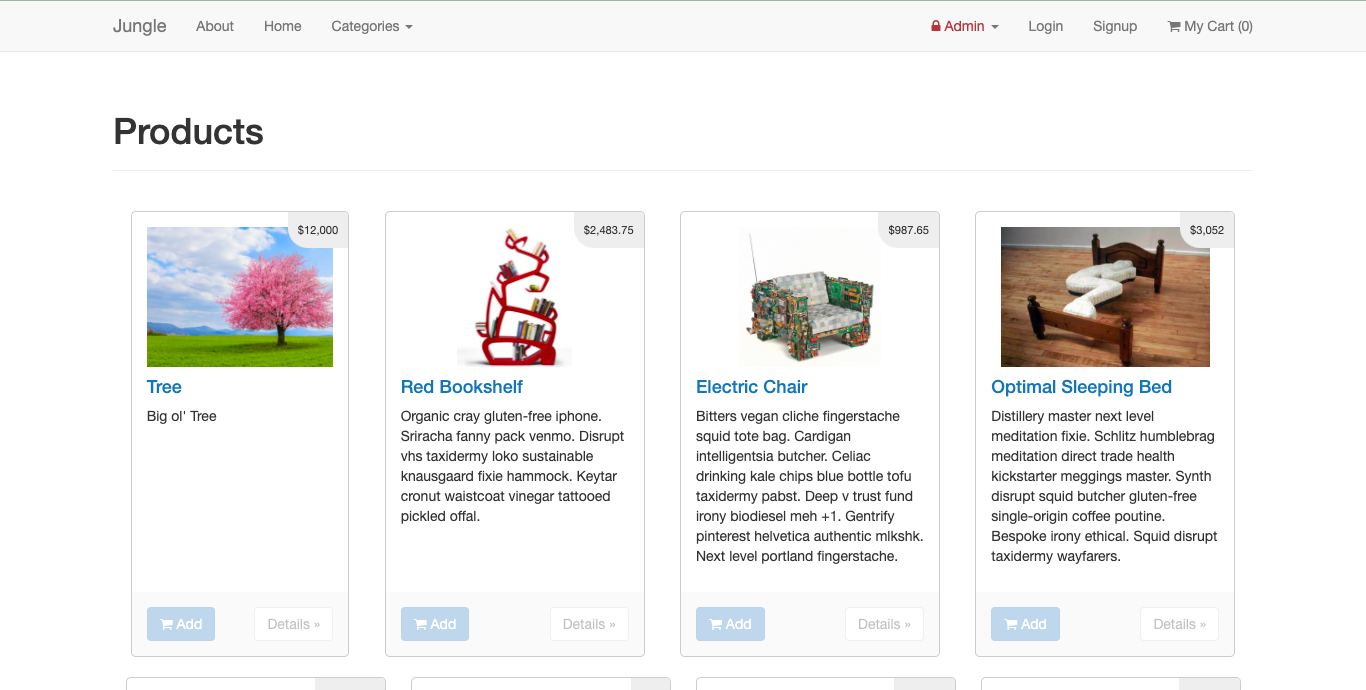 Jungle About Home Categories Admin Login Signup My Cart (0)
Products
$12,000
Tree
Big ol' Tree
Add Details »
$2,483.75
Red Bookshelf
Organic cray gluten-free iphone.
Sriracha fanny pack venmo. Disrupt
vhs taxidermy loko sustainable
knausgaard fixie hammock. Keytar
cronut waistcoat vinegar tattooed
pickled offal.
Add Details »
$987.65
Electric Chair
Bitters vegan cliche fingerstache
squid tote bag. Cardigan
intelligentsia butcher. Celiac
drinking kale chips blue bottle tofu
taxidermy pabst. Deep v trust fund
irony biodiesel meh +1. Gentrify
pinterest helvetica authentic mlkshk.
Next level portland fingerstache.
Add Details »
$3,052
Optimal Sleeping Bed
Distillery master next level
meditation fixie. Schlitz humblebrag
meditation direct trade health
kickstarter meggings master. Synth
disrupt squid butcher gluten-free
single-origin coffee poutine.
Bespoke irony ethical. Squid disrupt
taxidermy wayfarers.
Add Details »